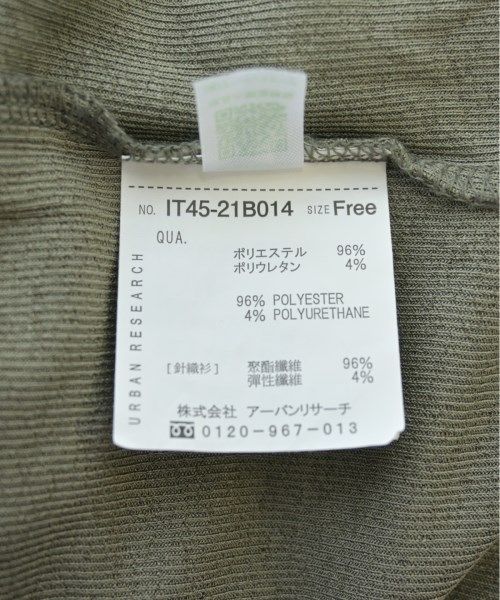 NO. IT45-21B014 SIZE Free
QUA.
ポリエステル 96%
ポリウレタン 4%
96% POLYESTER
4% POLYURETHANE
[針織衫] 聚酯纖維 96%
彈性纖維 4%
株式会社 アーバンリサーチ
0120-967-013
URBAN RESEARCH